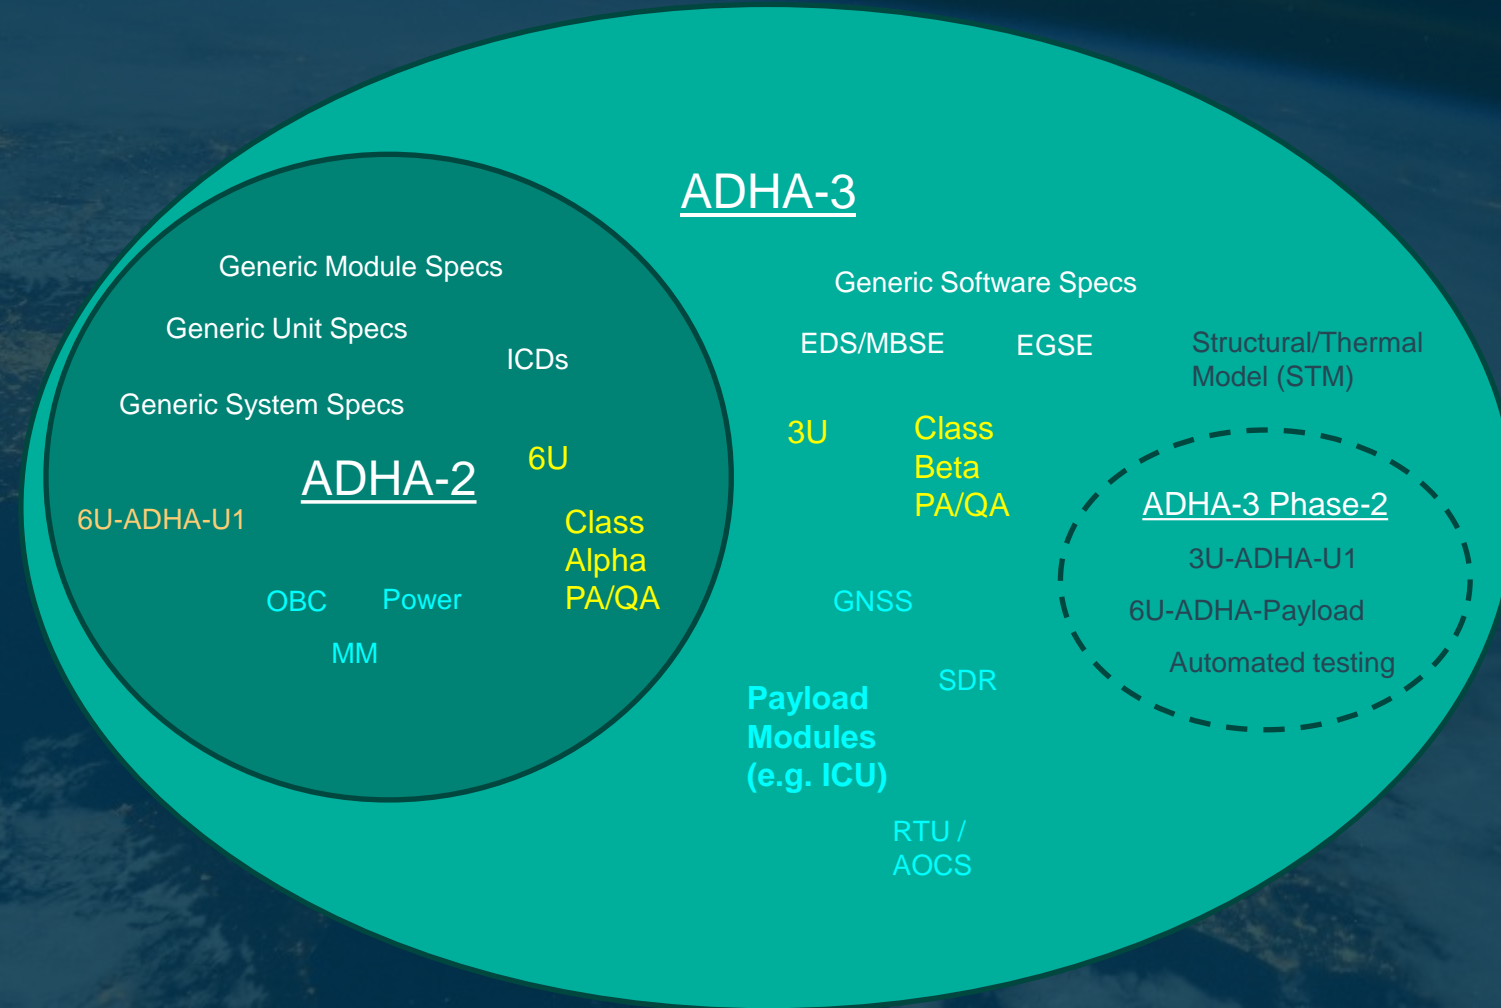 ADHA-3
Generic Module Specs
Generic Unit Specs
ICDs
Generic System Specs
ADHA-2
6U
6U-ADHA-U1
Class
Alpha
PA/QA
OBC
Power
MM
Generic Software Specs
EDS/MBSE
EGSE
Structural/Thermal
Model (STM)
3U
Class
Beta
PA/QA
ADHA-3 Phase-2
3U-ADHA-U1
6U-ADHA-Payload
Automated testing
GNSS
SDR
Payload
Modules
(e.g. ICU)
RTU /
AOCS